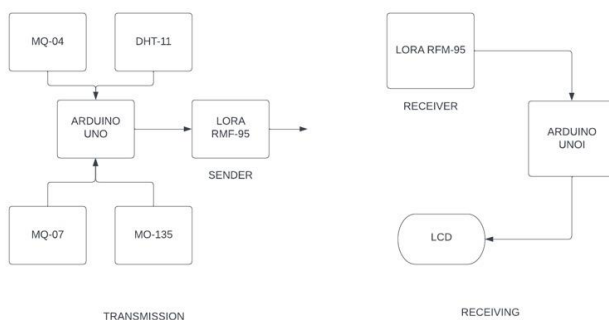 MQ-04
DHT-11
ARDUINO
UNO
LORA
RMF-95
SENDER
MQ-07
MO-135
TRANSMISSION
LORA RFM-95
RECEIVER
ARDUINO
UNOI
LCD
RECEIVING